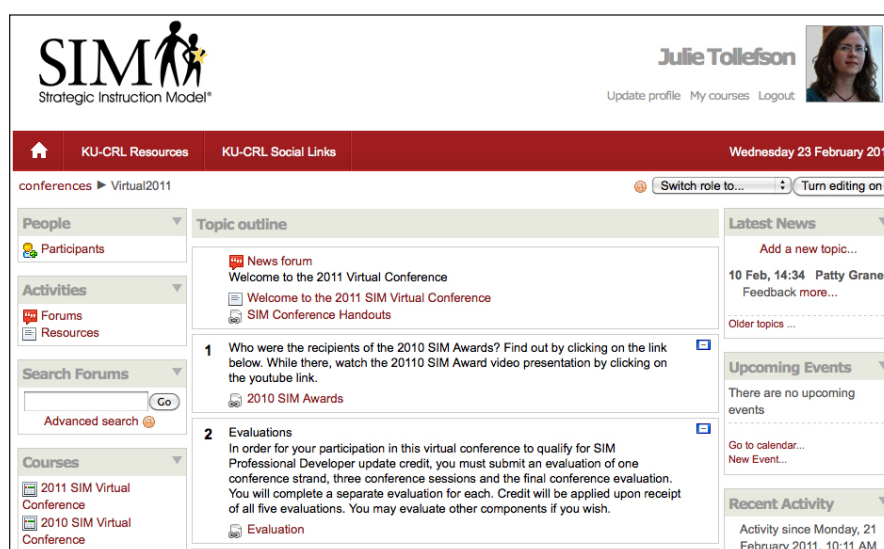 SIM
Strategic Instruction Model®
Julie Tollefson
Update profile My courses Logout
KU-CRL Resources KU-CRL Social Links Wednesday 23 February 201
conferences ► Virtual2011
Switch role to... Turn editing on
People
Participants
Activities
Forums
Resources
Search Forums
Go
Advanced search
Courses
2011 SIM Virtual
Conference
2010 SIM Virtual
Conference
Topic outline
News forum
Welcome to the 2011 Virtual Conference
Welcome to the 2011 SIM Virtual Conference
SIM Conference Handouts
1 Who were the recipients of the 2010 SIM Awards? Find out by clicking on the link
below. While there, watch the 20110 SIM Award video presentation by clicking on
the youtube link.
2010 SIM Awards
2 Evaluations
In order for your participation in this virtual conference to qualify for SIM
Professional Developer update credit, you must submit an evaluation of one
conference strand, three conference sessions and the final conference evaluation.
You will complete a separate evaluation for each. Credit will be applied upon receipt
of all five evaluations. You may evaluate other components if you wish.
Evaluation
Latest News
Add a new topic...
10 Feb, 14:34 Patty Grane
Feedback more...
Older topics ...
Upcoming Events
There are no upcoming
events
Go to calendar...
New Event...
Recent Activity
Activity since Monday, 21
February 2011, 10:11 AM